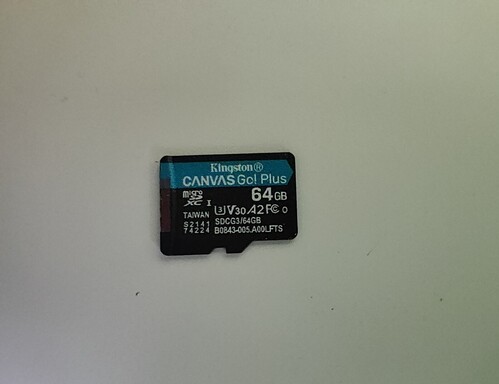 Kingston®
CANVAS Go! Plus
micro SD XC I 64GB
U3 V30 A2 FC
TAIWAN SDCG3/64GB
S2141
74224 B0843-005.A00LFTS